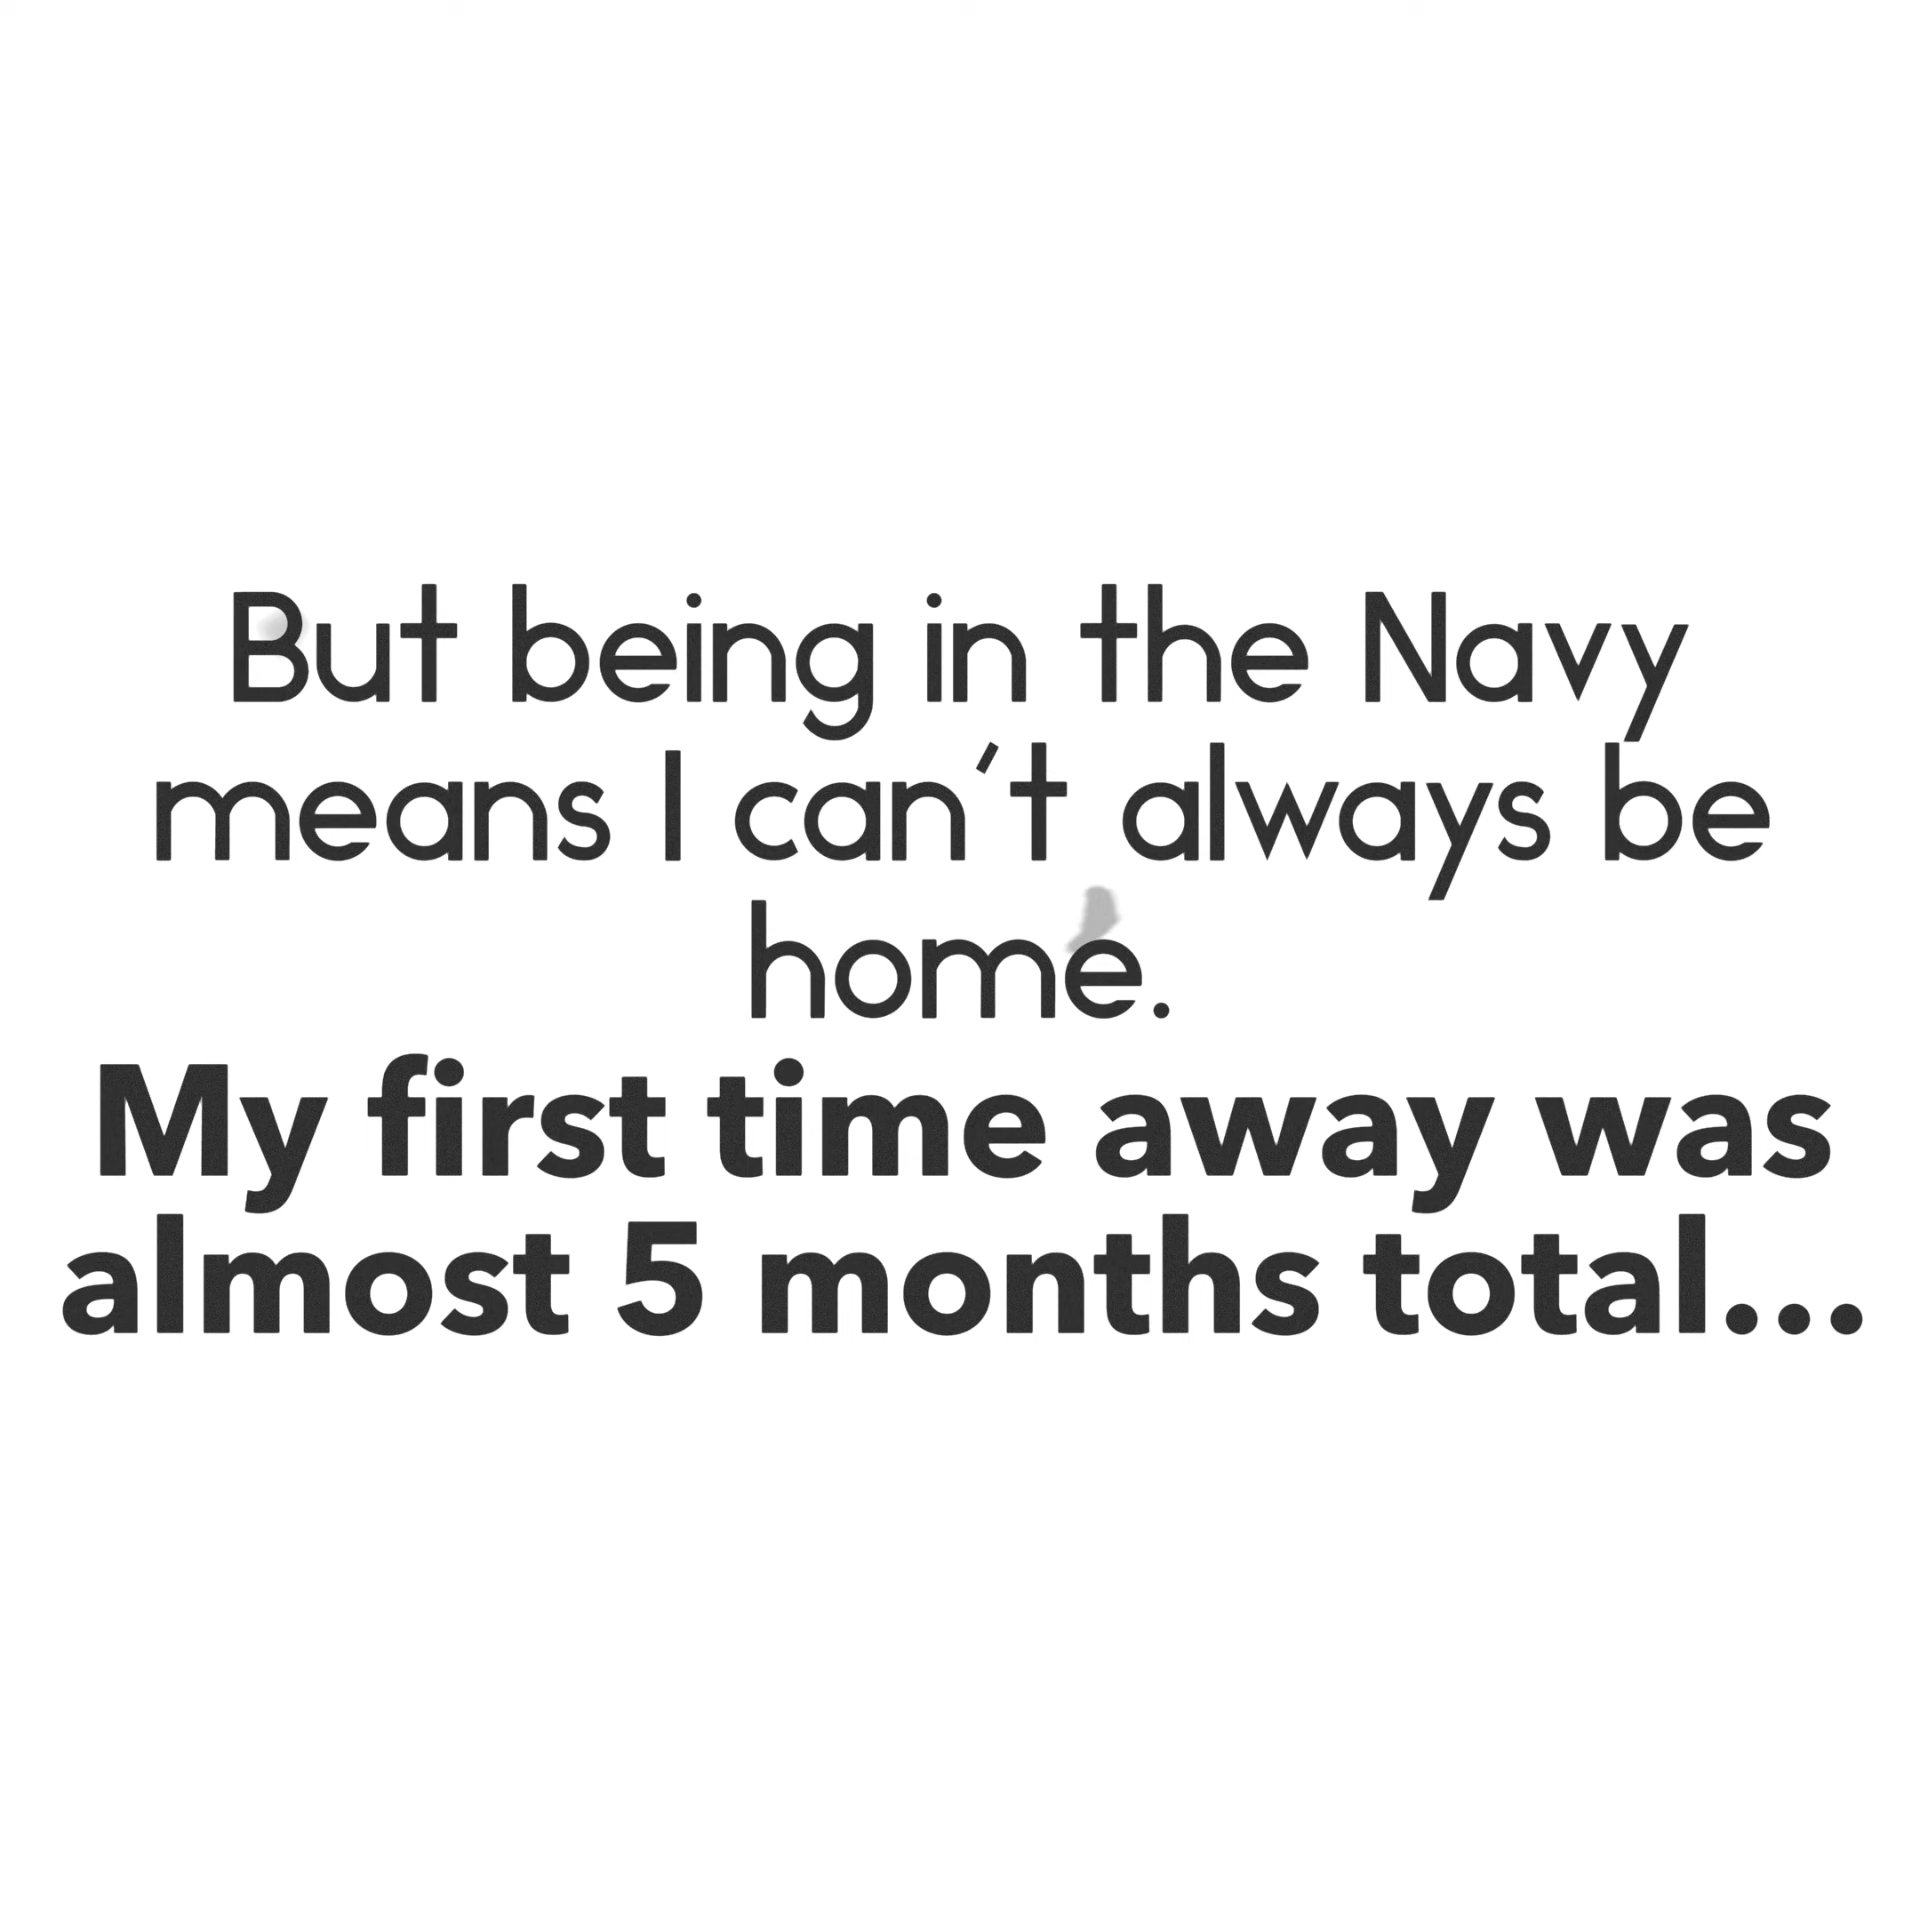 But being in the Navy
means I can't always be
home.
My first time away was
almost 5 months total...